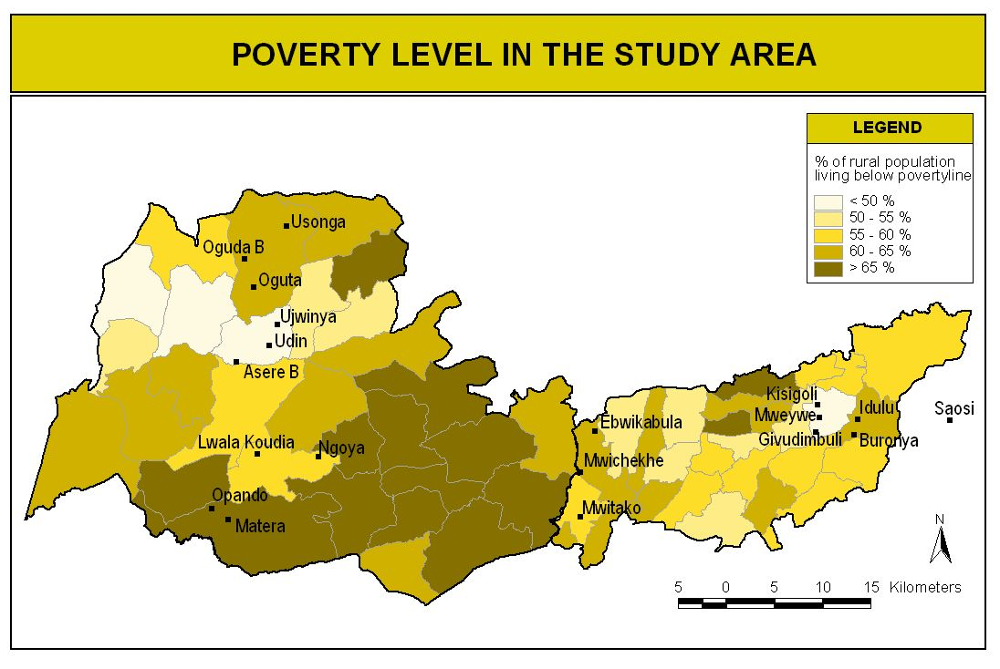 POVERTY LEVEL IN THE STUDY AREA
LEGEND
% of rural population
living below povertyline
< 50 %
50 - 55 %
55 - 60 %
60 - 65 %
> 65 %
Usonga
Oguda B
Oguta
Ujwinya
Udin
Asere B
Kisigoli
Mweywe
Idulu
Saosi
Ebwikabula
Givudimbuli
Buronya
Lwala Koudia
Ngoya
Mwichekhe
Opando
Mwitako
Matera
N
5 0 5 10 15 Kilometers